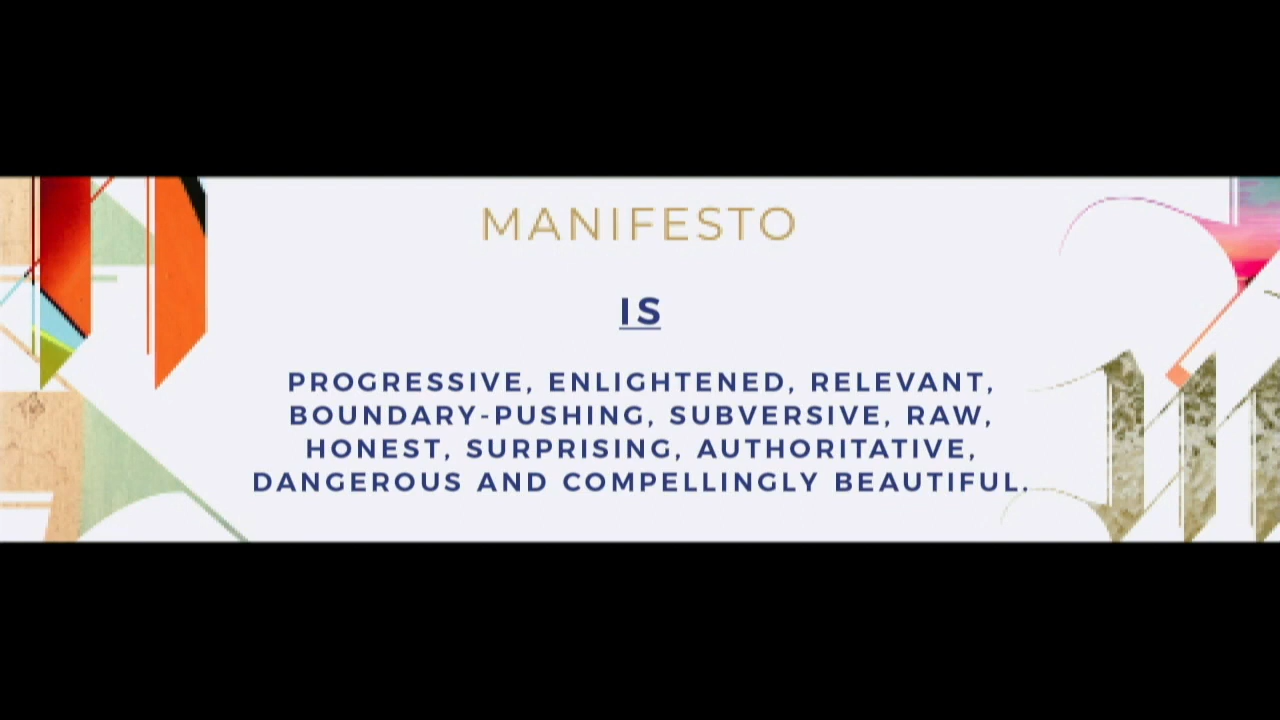 MANIFESTO
IS
PROGRESSIVE, ENLIGHTENED, RELEVANT,
BOUNDARY-PUSHING, SUBVERSIVE, RAW,
HONEST, SURPRISING, AUTHORITATIVE,
DANGEROUS AND COMPELLINGLY BEAUTIFUL.